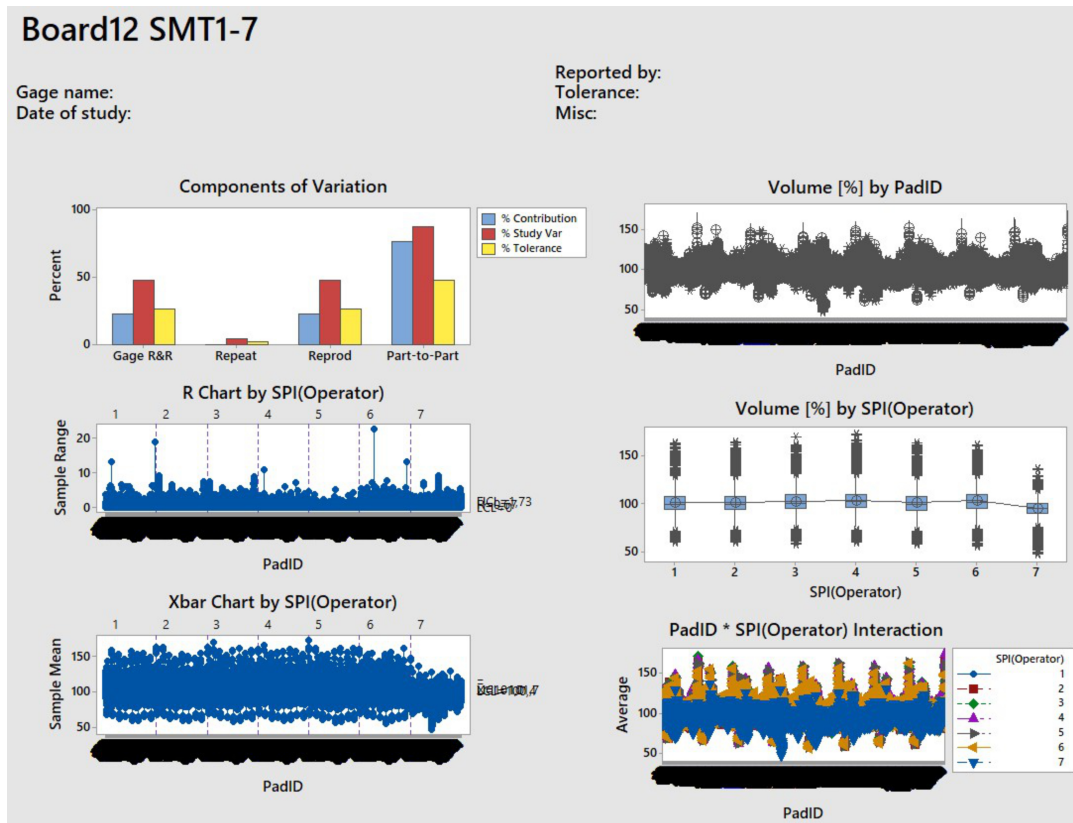 Board12 SMT1-7
Gage name:
Date of study:
Reported by:
Tolerance:
Misc:
Components of Variation
100
50
0
Percent
Gage R&R Repeat Reprod Part-to-Part
% Contribution
% Study Var
% Tolerance
R Chart by SPI(Operator)
1 2 3 4 5 6 7
20
10
0
Sample Range
PadID
Xbar Chart by SPI(Operator)
1 2 3 4 5 6 7
150
100
50
Sample Mean
PadID
Volume [%] by PadID
150
100
50
PadID
Volume [%] by SPI(Operator)
150
100
50
1 2 3 4 5 6 7
SPI(Operator)
PadID * SPI(Operator) Interaction
150
100
50
Average
PadID
SPI(Operator)
1
2
3
4
5
6
7